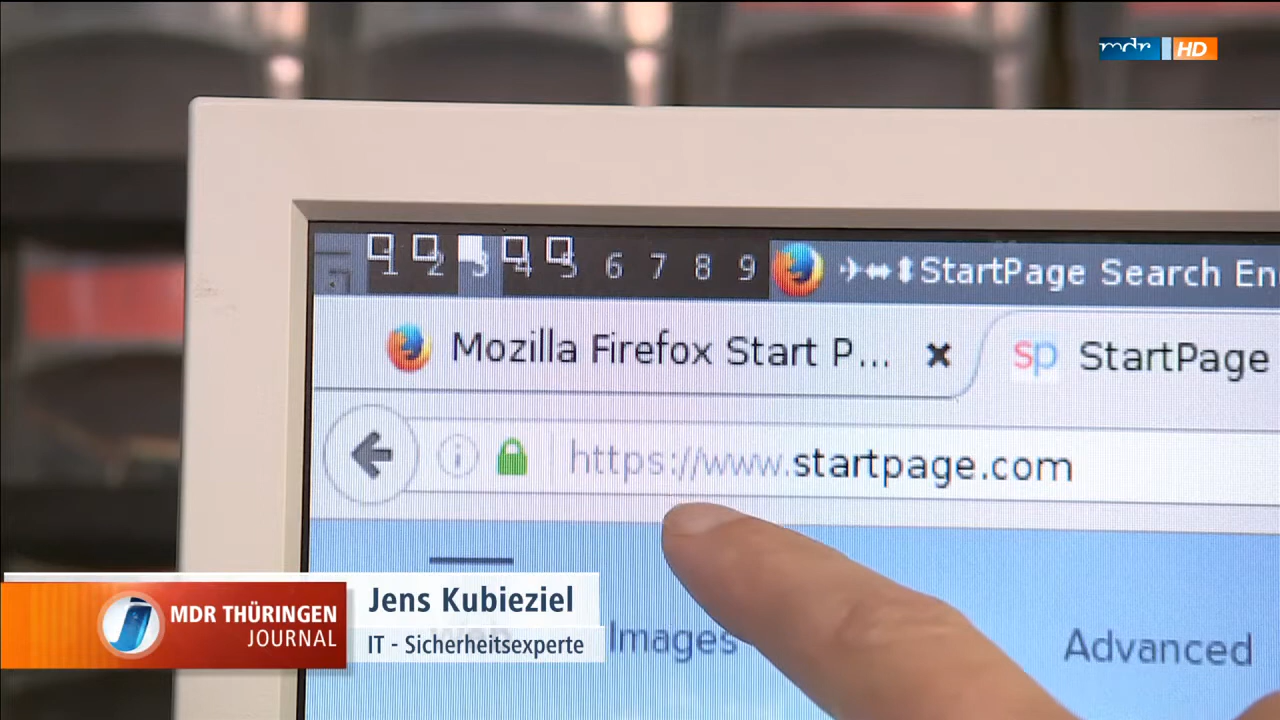 mdr HD
1 2 3 4 5 6 7 8 9 StartPage Search En
Mozilla Firefox Start P... StartPage
https://www.startpage.com
MDR THÜRINGEN
JOURNAL
Jens Kubieziel
IT - Sicherheitsexperte
Images Advanced